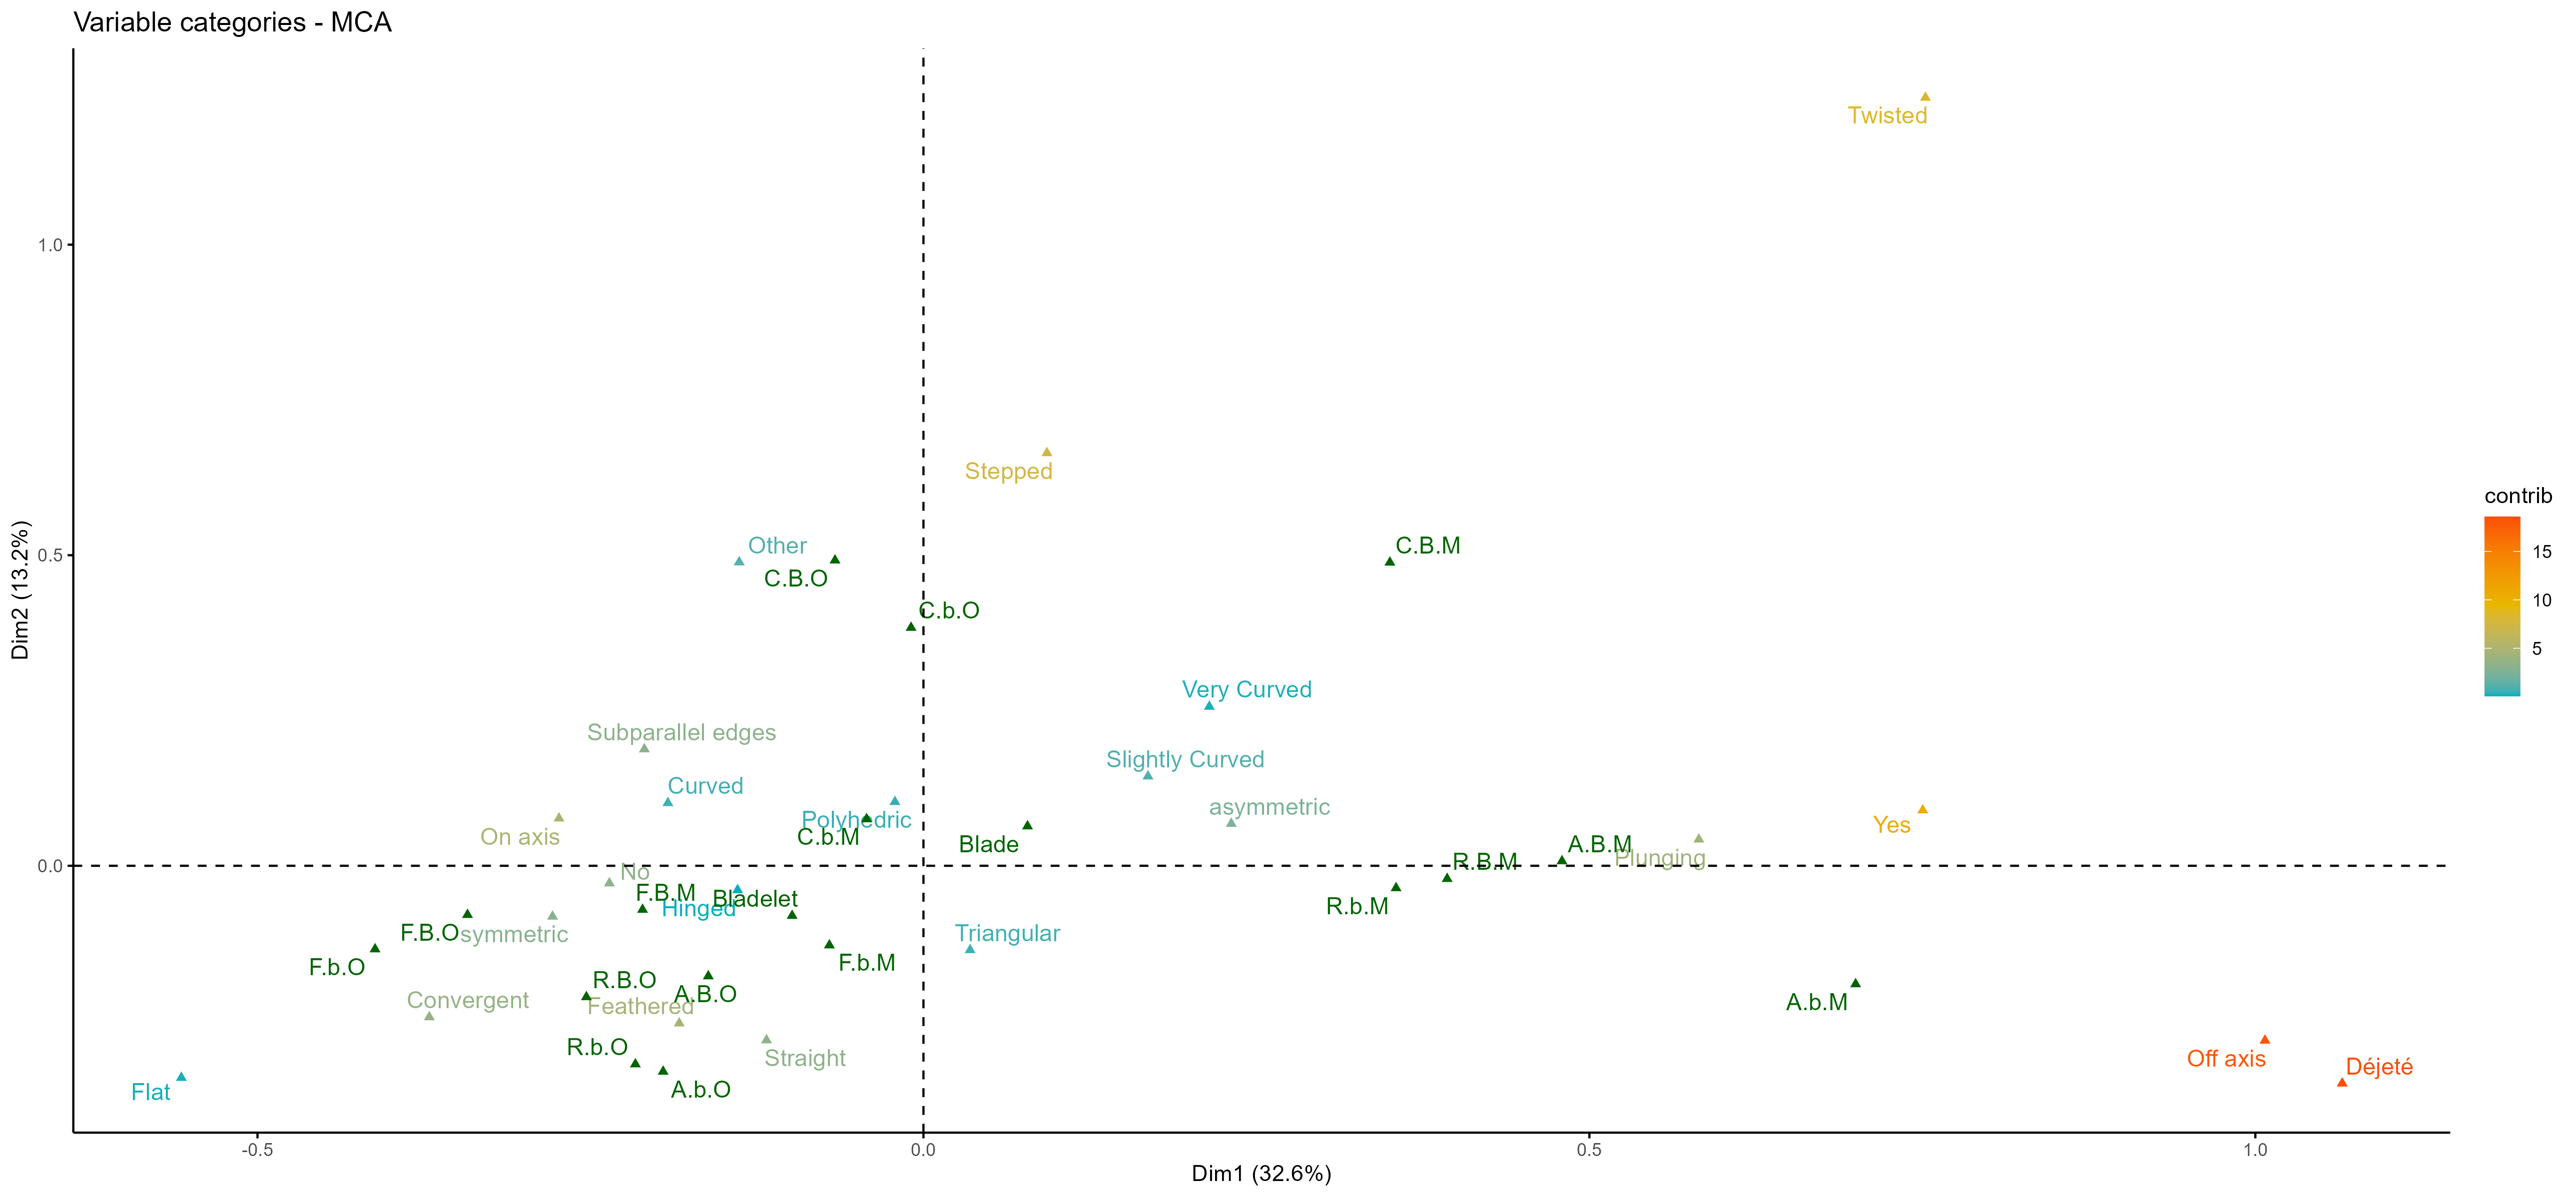 Variable categories - MCA
Twisted
1.0
Stepped
contrib
15
10
5
Other
C.B.M
0.5
C.B.O
C.b.O
Dim2 (13.2%)
Very Curved
Subparallel edges
Slightly Curved
Curved
asymmetric
Polyhedric
Yes
On axis
C.b.M
Blade
A.B.M
Plunging
0.0
R.B.M
No
F.B.M
Bladelet
Hinged
R.b.M
F.B.O
symmetric
Triangular
F.b.O
F.b.M
R.B.O
A.B.O
Convergent
Feathered
A.b.M
R.b.O
Straight
Off axis
Déjeté
Flat
A.b.O
-0.5
0.0
0.5
1.0
Dim1 (32.6%)